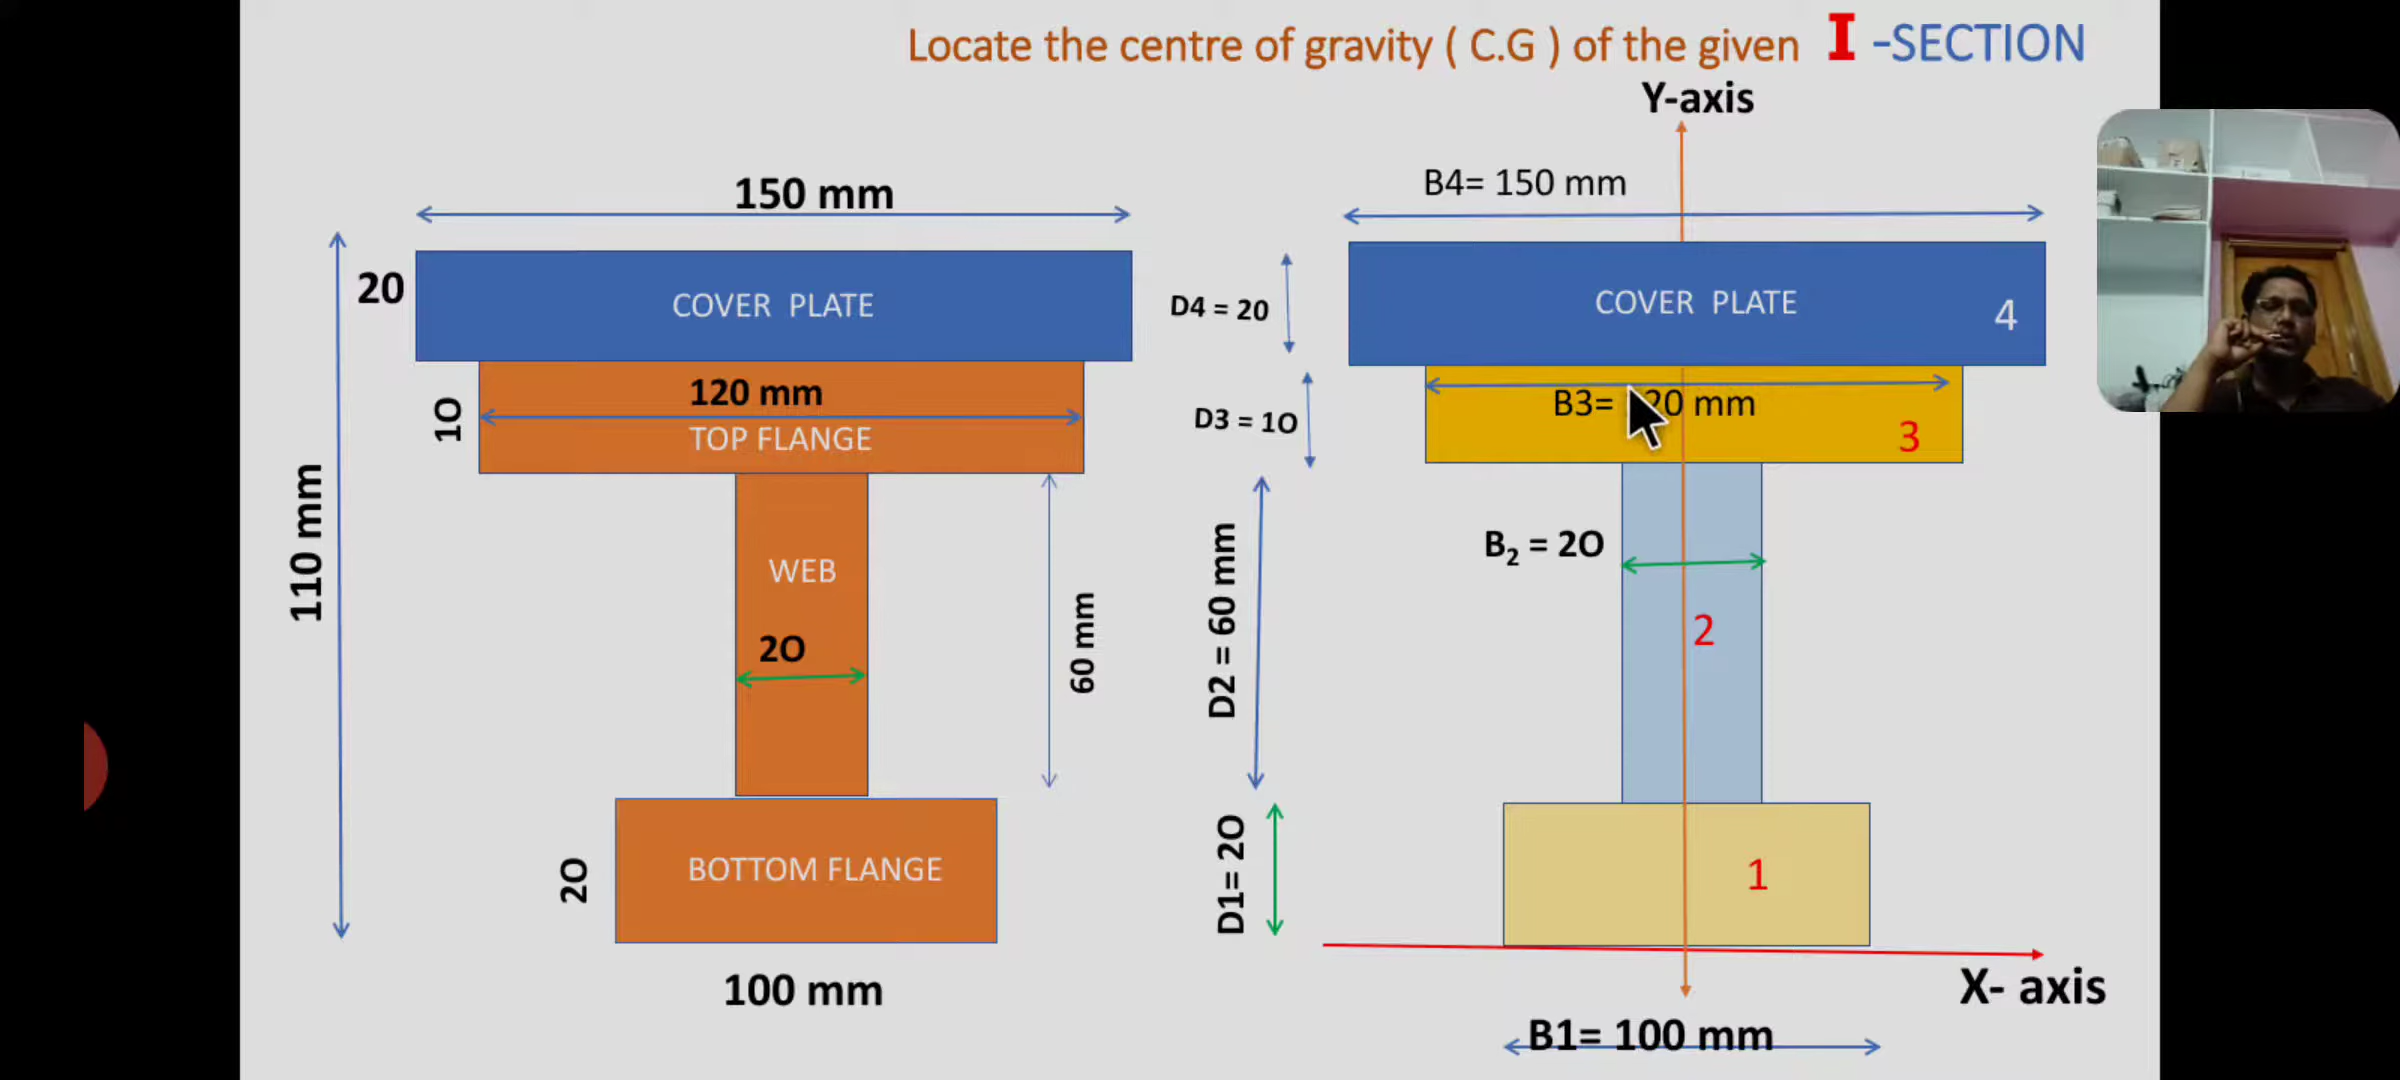 Locate the centre of gravity ( C.G ) of the given I -SECTION
Y-axis
150 mm
B4= 150 mm
20
COVER PLATE
D4 = 20
COVER PLATE
4
10
120 mm
TOP FLANGE
D3 = 10
B3= 20 mm
3
110 mm
WEB
20
60 mm
D2 = 60 mm
B2 = 20
2
20
BOTTOM FLANGE
D1= 20
1
100 mm
X- axis
B1= 100 mm